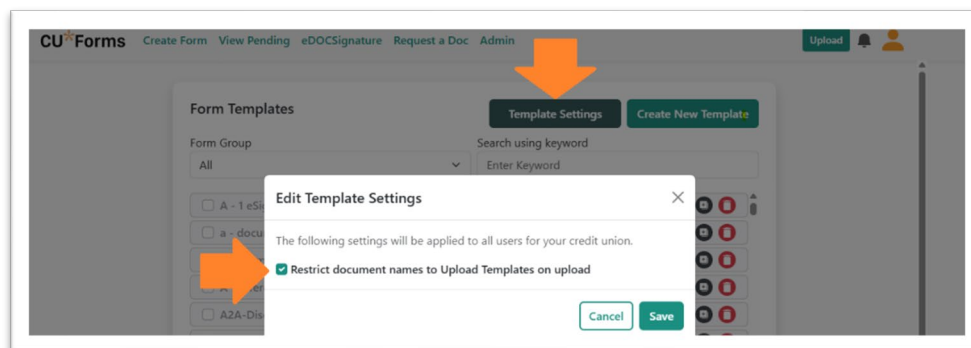 CU*Forms Create Form View Pending eDOCSignature Request a Doc Admin Upload
Form Templates Template Settings Create New Template
Form Group Search using keyword
All Enter Keyword
Edit Template Settings
A - 1 eSi
a - docu
The following settings will be applied to all users for your credit union.
Restrict document names to Upload Templates on upload
A2A-Dis
Cancel Save